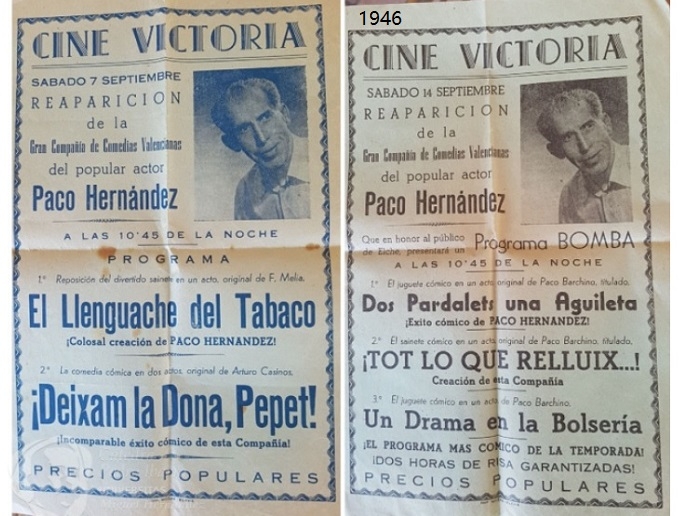 CINE VICTORIA
SABADO 7 SEPTIEMBRE
REAPARICION
de la
Gran Compañía de Comedias Valencianas
del popular actor
Paco Hernández
A LAS 10'45 DE LA NOCHE
PROGRAMA
1.º Reposición del divertido sainete en un acto, original de F. Melia.
El Llenguache del Tabaco
¡Colosal creación de PACO HERNANDEZ!
2.º La comedia cómica en dos actos, original de Arturo Casinos.
¡Deixam la Dona, Pepet!
¡Incomparable éxito cómico de esta Compañía!
PRECIOS POPULARES
1946
CINE VICTORIA
SABADO 14 SEPTIEMBRE
REAPARICION
de la
Gran Compañía de Comedias Valencianas
del popular actor
Paco Hernández
Que en honor al público
de Elche, presentará un Programa BOMBA
A LAS 10'45 DE LA NOCHE
1.º El juguete cómico en un acto original de Paco Barchino, titulado.
Dos Pardalets una Aguileta
¡Exito cómico de PACO HERNANDEZ!
2.º El sainete cómico en un acto original de Paco Barchino, titulado.
¡TOT LO QUE RELLUIX...!
Creación de esta Compañía
3.º El juguete cómico en un acto de Paco Barchino.
Un Drama en la Bolsería
¡EL PROGRAMA MAS COMICO DE LA TEMPORADA!
¡DOS HORAS DE RISA GARANTIZADAS!
PRECIOS POPULARES